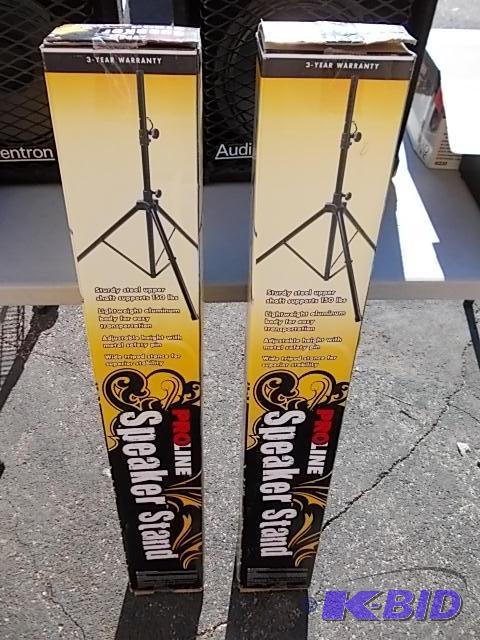 3-YEAR WARRANTY
Sturdy steel upper
shaft supports 150 lbs
Lightweight aluminum
body for easy
transportation
Adjustable height with
metal safety pin
Wide tripod stance for
superior stability
PROLINE
Speaker Stand
3-YEAR WARRANTY
Sturdy steel upper
shaft supports 150 lbs
Lightweight aluminum
body for easy
transportation
Adjustable height with
metal safety pin
Wide tripod stance for
superior stability
PROLINE
Speaker Stand
entron
Audi
K-BID